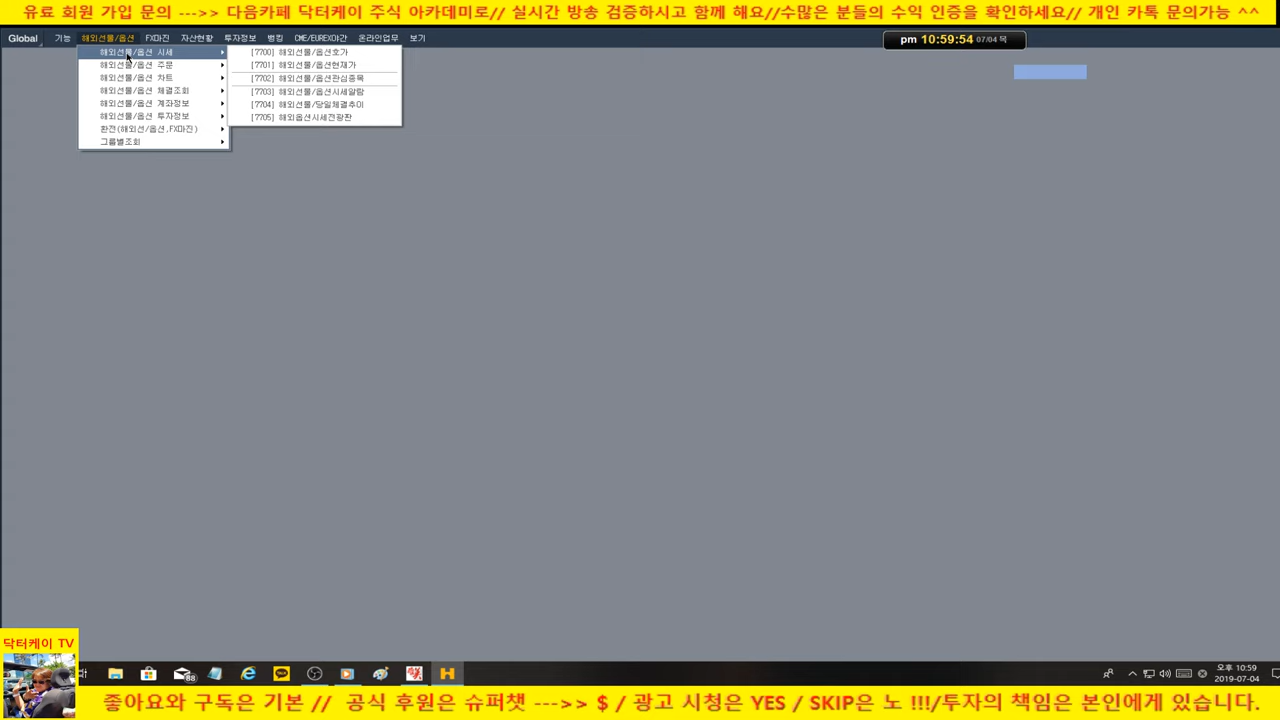 유료 회원 가입 문의 --->> 다음카페 닥터케이 주식 아카데미로// 실시간 방송 검증하시고 함께 해요//수많은 분들의 수익 인증을 확인하세요// 개인 카톡 문의가능 ^^
Global 기능 해외선물/옵션 FX마진 자산현황 투자정보 뱅킹 CME/EUREX야간 온라인업무 보기
pm 10:59:54 07/04 목
해외선물/옵션 시세
해외선물/옵션 주문
해외선물/옵션 차트
해외선물/옵션 체결조회
해외선물/옵션 계좌정보
해외선물/옵션 투자정보
환전(해외선/옵션,FX마진)
그룹별조회
[7700] 해외선물/옵션호가
[7701] 해외선물/옵션현재가
[7702] 해외선물/옵션관심종목
[7703] 해외선물/옵션시세알람
[7704] 해외선물/당일체결추이
[7705] 해외옵션시세전광판
닥터케이 TV
88
오후 10:59
2019-07-04
좋아요와 구독은 기본 // 공식 후원은 슈퍼챗 --->> $ / 광고 시청은 YES / SKIP은 노 !!!/투자의 책임은 본인에게 있습니다.